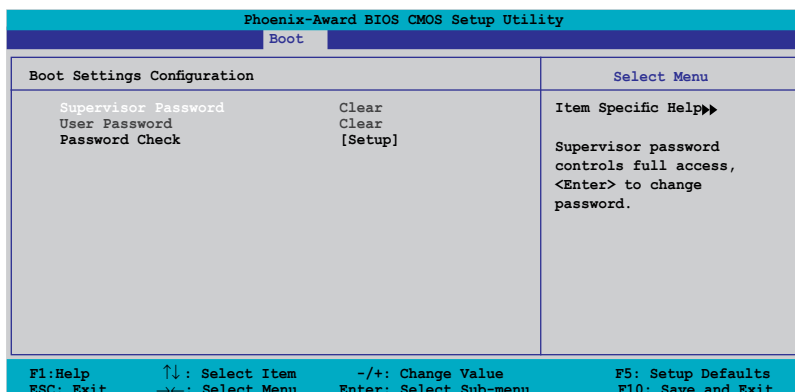 Phoenix-Award BIOS CMOS Setup Utility
Boot
Boot Settings Configuration
Select Menu
Supervisor Password Clear
User Password Clear
Password Check [Setup]
Item Specific Help▶▶
Supervisor password
controls full access,
<Enter> to change
password.
F1:Help ↑↓: Select Item -/+: Change Value F5: Setup Defaults
ESC: Exit →←: Select Menu Enter: Select Sub-menu F10: Save and Exit